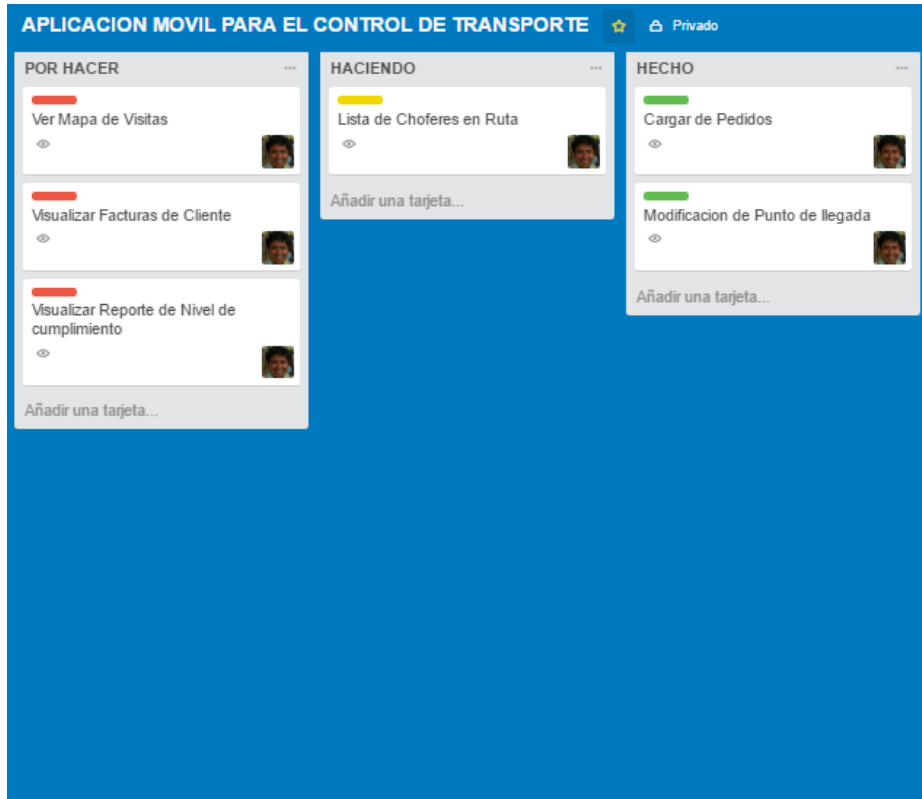 APLICACION MOVIL PARA EL CONTROL DE TRANSPORTE
Privado
POR HACER
Ver Mapa de Visitas
Visualizar Facturas de Cliente
Visualizar Reporte de Nivel de
cumplimiento
Añadir una tarjeta...
HACIENDO
Lista de Choferes en Ruta
Añadir una tarjeta...
HECHO
Cargar de Pedidos
Modificacion de Punto de llegada
Añadir una tarjeta...